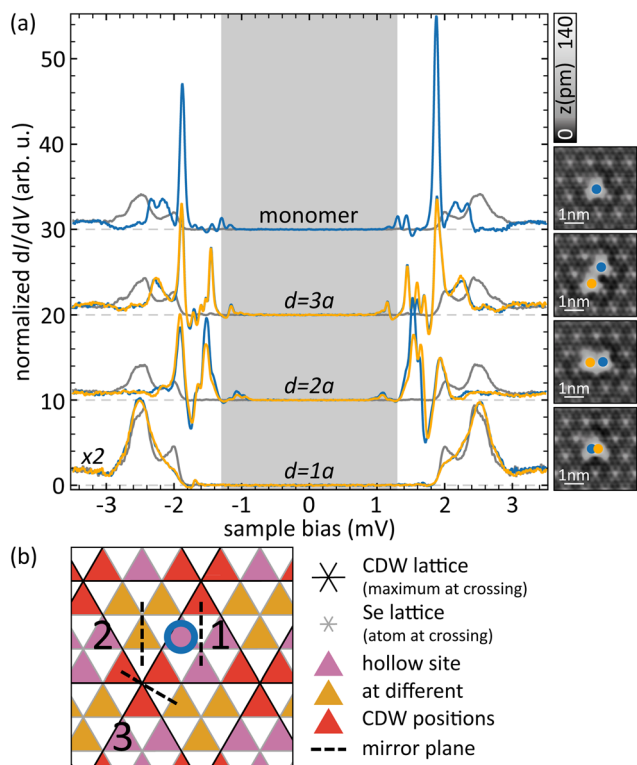 (a)
normalized dI/dV (arb. u.)
50
40
30
20
10
0
monomer
d=3a
d=2a
d=1a
x2
-3 -2 -1 0 1 2 3
sample bias (mV)
0 z(pm) 140
1nm
1nm
1nm
1nm
(b)
2
1
3
CDW lattice
(maximum at crossing)
Se lattice
(atom at crossing)
hollow site
at different
CDW positions
mirror plane